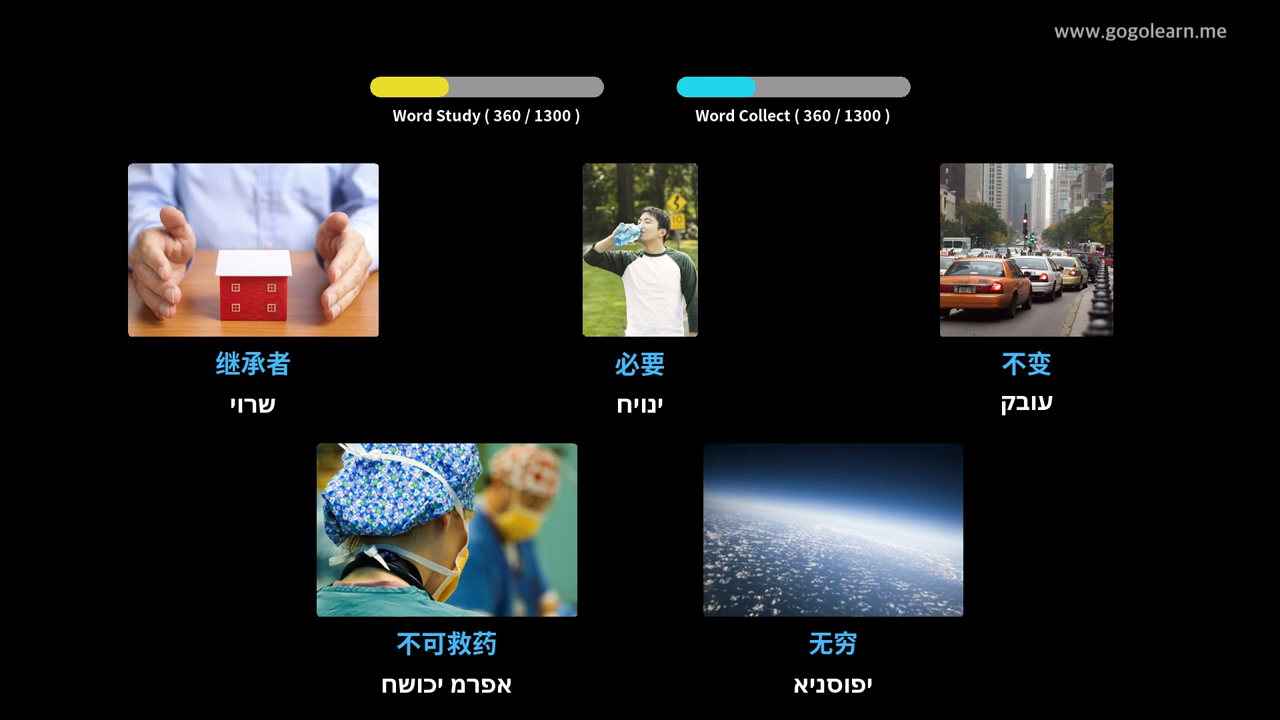 www.gogolearn.me
Word Study ( 360 / 1300 )
Word Collect ( 360 / 1300 )
继承者
שרוי
必要
ינויח
不变
עובק
不可救药
אפרמ יכושח
无穷
יפוסניא